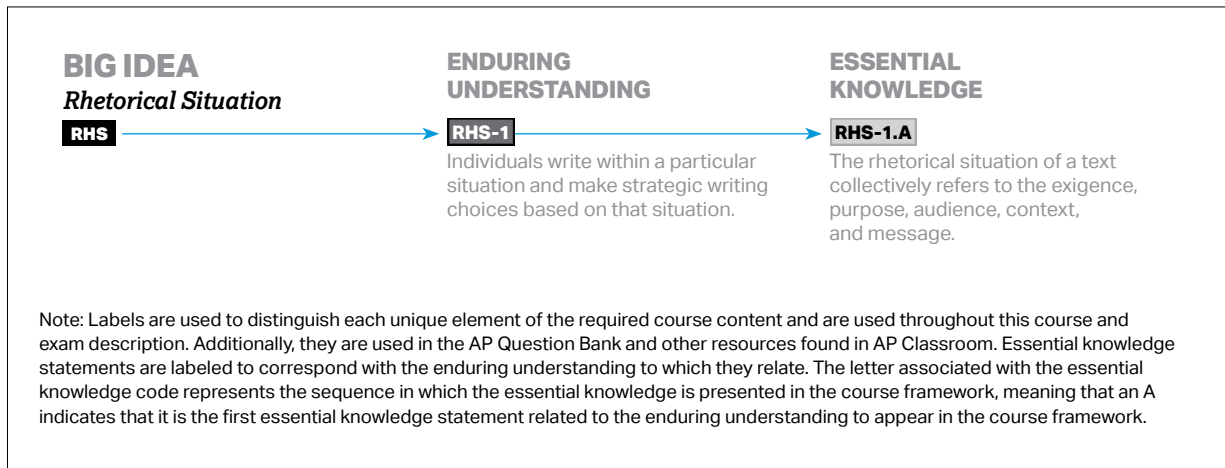 BIG IDEA
Rhetorical Situation
RHS
ENDURING
UNDERSTANDING
RHS-1
Individuals write within a particular
situation and make strategic writing
choices based on that situation.
ESSENTIAL
KNOWLEDGE
RHS-1.A
The rhetorical situation of a text
collectively refers to the exigence,
purpose, audience, context,
and message.
Note: Labels are used to distinguish each unique element of the required course content and are used throughout this course and
exam description. Additionally, they are used in the AP Question Bank and other resources found in AP Classroom. Essential knowledge
statements are labeled to correspond with the enduring understanding to which they relate. The letter associated with the essential
knowledge code represents the sequence in which the essential knowledge is presented in the course framework, meaning that an A
indicates that it is the first essential knowledge statement related to the enduring understanding to appear in the course framework.